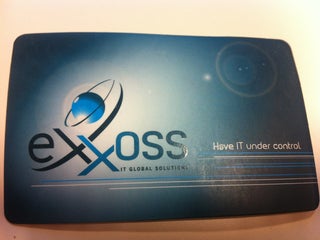 exxoss
IT GLOBAL SOLUTIONS
Have IT under control